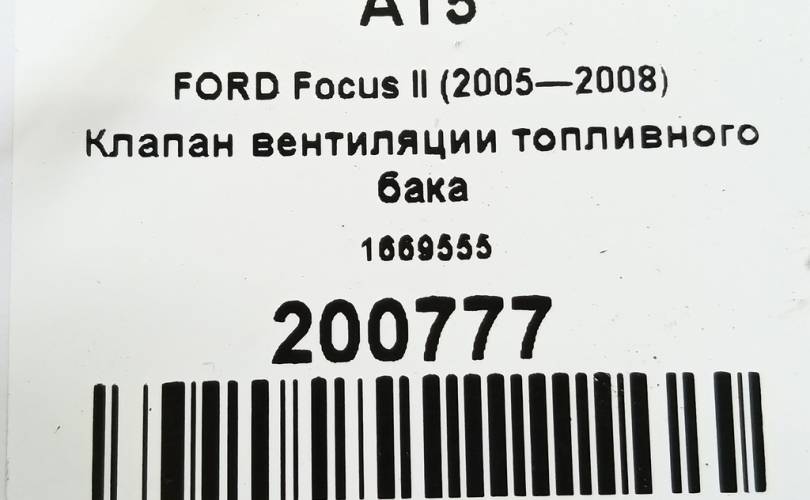 A15
FORD Focus II (2005—2008)
Клапан вентиляции топливного
бака
1669555
200777